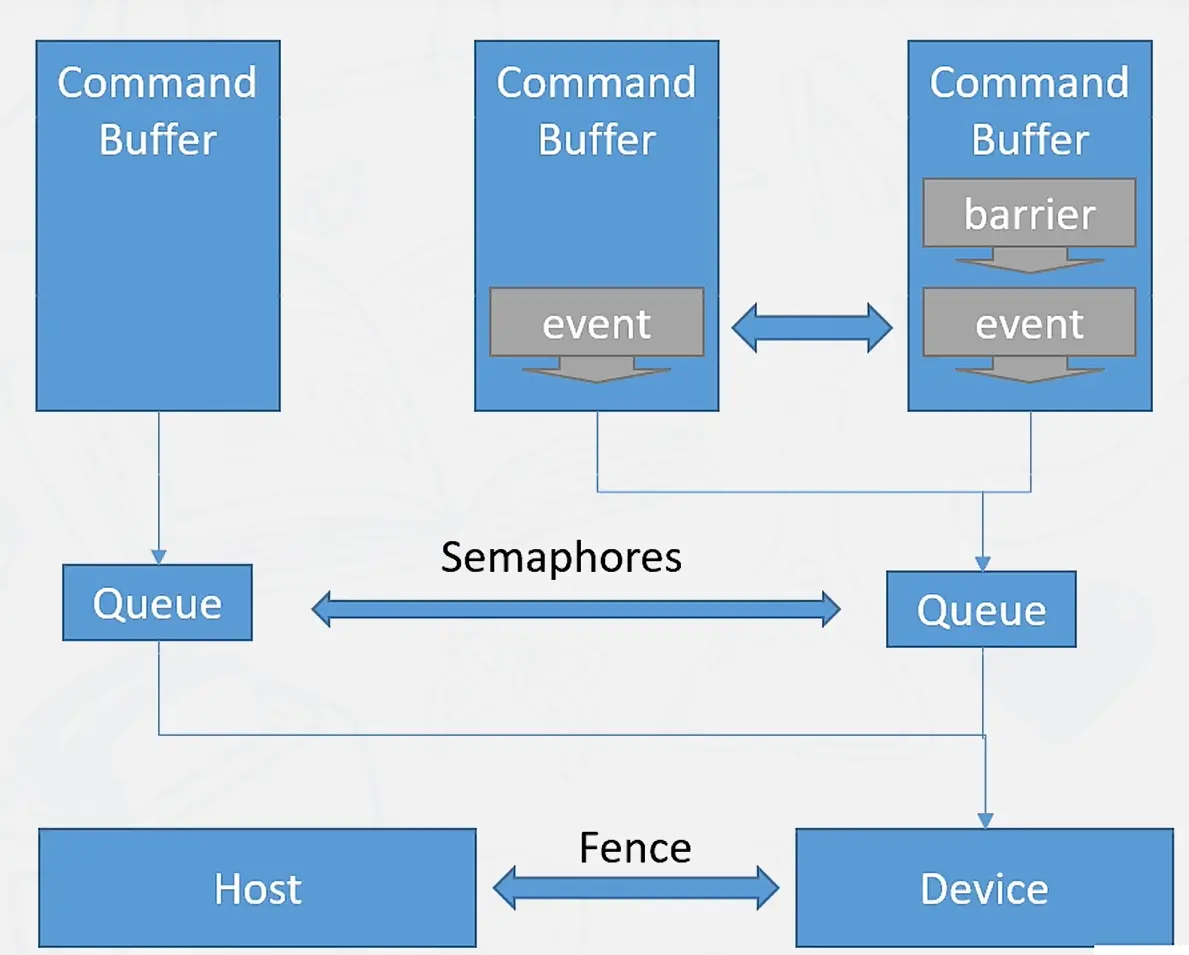 Command
Buffer
Command
Buffer
event
Command
Buffer
barrier
event
Semaphores
Queue
Queue
Fence
Host
Device